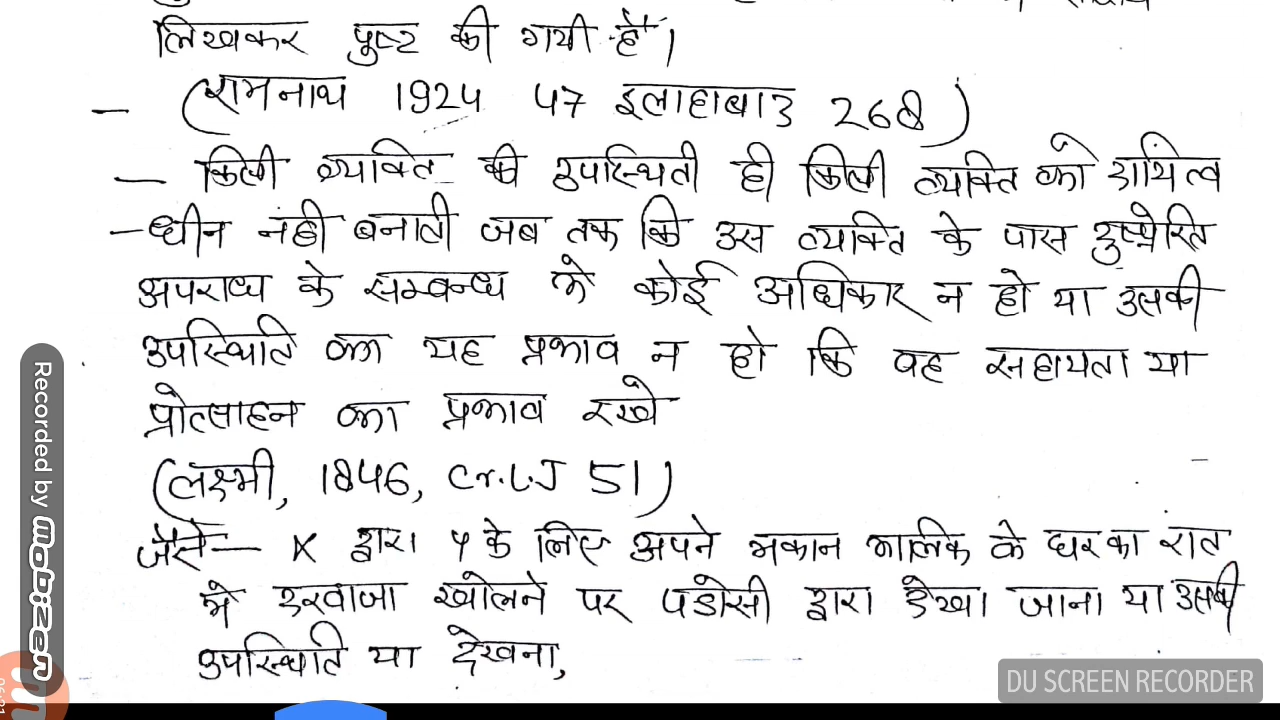 लिखकर पुष्ट की गयी है।
— (रामनाथ 1924 47 इलाहाबाद 268)
— किसी व्यक्ति की उपस्थिती ही किसी व्यक्ति को दायित्व
— धीन नंही बनाती जब तक कि उस व्यक्ति के पास दुष्प्रेरित
अपराध के सम्बन्ध मे कोई अधिकार न हो या उसकी
उपस्थिति का यह प्रभाव न हो कि वह सहायता या
प्रोत्साहन का प्रभाव रखे
(लक्ष्मी, 1846, Cr.L.J 51)
जैसे— X द्वारा Y के लिए अपने मकान मालिक के घर का रात
मे दरवाजा खोलने पर पडोसी द्वारा देखा जाना या उसकी
उपस्थिति या देखना,
Recorded by mobizen
DU SCREEN RECORDER